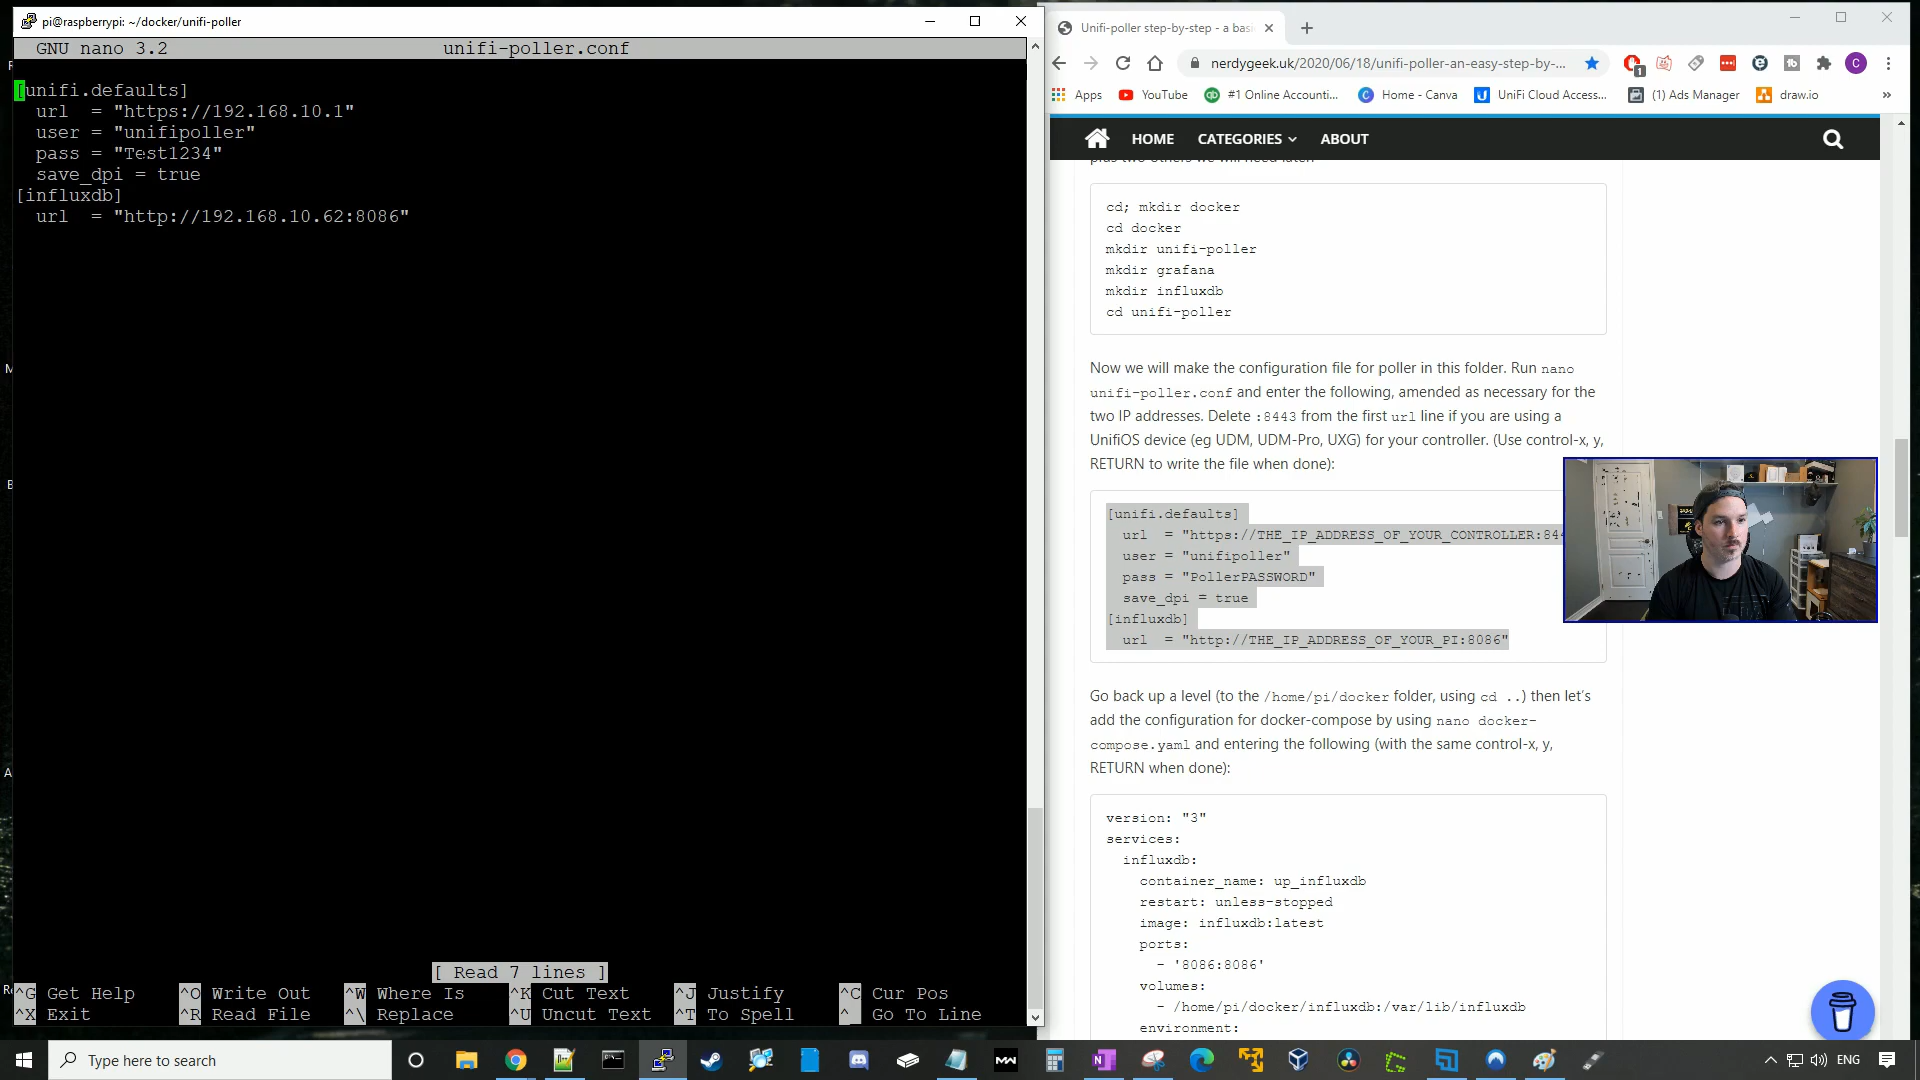 pi@raspberrypi: ~/docker/unifi-poller
GNU nano 3.2
unifi-poller.conf
[unifi.defaults]
url = "https://192.168.10.1"
user = "unifipoller"
pass = "Test1234"
save_dpi = true
[influxdb]
url = "http://192.168.10.62:8086"
[ Read 7 lines ]
^G Get Help ^O Write Out ^W Where Is ^K Cut Text ^J Justify ^C Cur Pos
^X Exit ^R Read File ^\ Replace ^U Uncut Text ^T To Spell ^_ Go To Line
Unifi-poller step-by-step - a basi
nerdygeek.uk/2020/06/18/unifi-poller-an-easy-step-by-...
1
C
Apps YouTube #1 Online Accounti... Home - Canva UniFi Cloud Access... (1) Ads Manager draw.io »
HOME CATEGORIES ABOUT
plus two others we will need later
cd; mkdir docker
cd docker
mkdir unifi-poller
mkdir grafana
mkdir influxdb
cd unifi-poller
Now we will make the configuration file for poller in this folder. Run nano
unifi-poller.conf and enter the following, amended as necessary for the
two IP addresses. Delete :8443 from the first url line if you are using a
UnifiOS device (eg UDM, UDM-Pro, UXG) for your controller. (Use control-x, y,
RETURN to write the file when done):
[unifi.defaults]
url = "https://THE_IP_ADDRESS_OF_YOUR_CONTROLLER:844
user = "unifipoller"
pass = "PollerPASSWORD"
save_dpi = true
[influxdb]
url = "http://THE_IP_ADDRESS_OF_YOUR_PI:8086"
Go back up a level (to the /home/pi/docker folder, using cd ..) then let's
add the configuration for docker-compose by using nano docker-
compose.yaml and entering the following (with the same control-x, y,
RETURN when done):
version: "3"
services:
influxdb:
container_name: up_influxdb
restart: unless-stopped
image: influxdb:latest
ports:
- '8086:8086'
volumes:
- /home/pi/docker/influxdb:/var/lib/influxdb
environment:
Type here to search
ENG